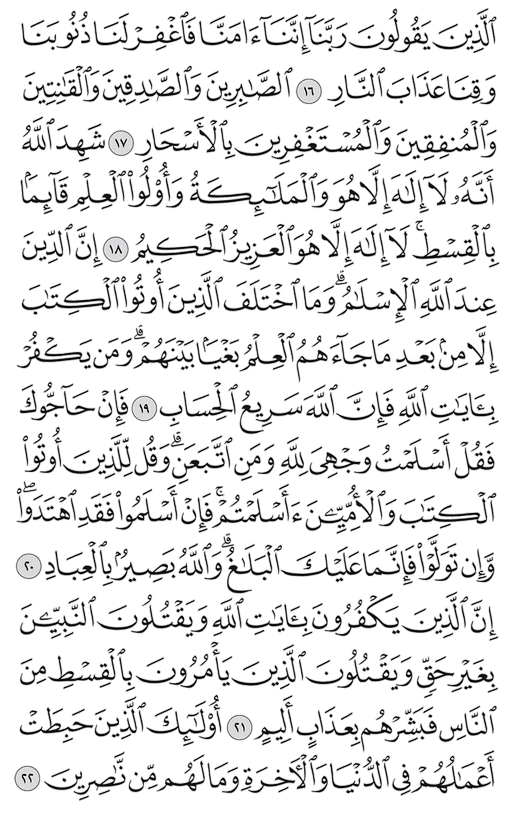 ٱلَّذِينَ يَقُولُونَ رَبَّنَآ إِنَّنَآ ءَامَنَّا فَٱغۡفِرۡ لَنَا ذُنُوبَنَا
وَقِنَا عَذَابَ ٱلنَّارِ ١٦ ٱلصَّٰبِرِينَ وَٱلصَّٰدِقِينَ وَٱلۡقَٰنِتِينَ
وَٱلۡمُنفِقِينَ وَٱلۡمُسۡتَغۡفِرِينَ بِٱلۡأَسۡحَارِ ١٧ شَهِدَ ٱللَّهُ
أَنَّهُۥ لَآ إِلَٰهَ إِلَّا هُوَ وَٱلۡمَلَٰٓئِكَةُ وَأُوْلُواْ ٱلۡعِلۡمِ قَآئِمَۢا
بِٱلۡقِسۡطِۚ لَآ إِلَٰهَ إِلَّا هُوَ ٱلۡعَزِيزُ ٱلۡحَكِيمُ ١٨ إِنَّ ٱلدِّينَ
عِندَ ٱللَّهِ ٱلۡإِسۡلَٰمُۗ وَمَا ٱخۡتَلَفَ ٱلَّذِينَ أُوتُواْ ٱلۡكِتَٰبَ
إِلَّا مِنۢ بَعۡدِ مَا جَآءَهُمُ ٱلۡعِلۡمُ بَغۡيَۢا بَيۡنَهُمۡۗ وَمَن يَكۡفُرۡ
بِـَٔايَٰتِ ٱللَّهِ فَإِنَّ ٱللَّهَ سَرِيعُ ٱلۡحِسَابِ ١٩ فَإِنۡ حَآجُّوكَ
فَقُلۡ أَسۡلَمۡتُ وَجۡهِيَ لِلَّهِ وَمَنِ ٱتَّبَعَنِۗ وَقُل لِّلَّذِينَ أُوتُواْ
ٱلۡكِتَٰبَ وَٱلۡأُمِّيِّـۧنَ ءَأَسۡلَمۡتُمۡۚ فَإِنۡ أَسۡلَمُواْ فَقَدِ ٱهۡتَدَواْۖ
وَّإِن تَوَلَّوۡاْ فَإِنَّمَا عَلَيۡكَ ٱلۡبَلَٰغُۗ وَٱللَّهُ بَصِيرُۢ بِٱلۡعِبَادِ ٢٠
إِنَّ ٱلَّذِينَ يَكۡفُرُونَ بِـَٔايَٰتِ ٱللَّهِ وَيَقۡتُلُونَ ٱلنَّبِيِّـۧنَ
بِغَيۡرِ حَقّٖ وَيَقۡتُلُونَ ٱلَّذِينَ يَأۡمُرُونَ بِٱلۡقِسۡطِ مِنَ
ٱلنَّاسِ فَبَشِّرۡهُم بِعَذَابٍ أَلِيمٍ ٢١ أُوْلَٰٓئِكَ ٱلَّذِينَ حَبِطَتۡ
أَعۡمَٰلُهُمۡ فِي ٱلدُّنۡيَا وَٱلۡأٓخِرَةِ وَمَا لَهُم مِّن نَّٰصِرِينَ ٢٢